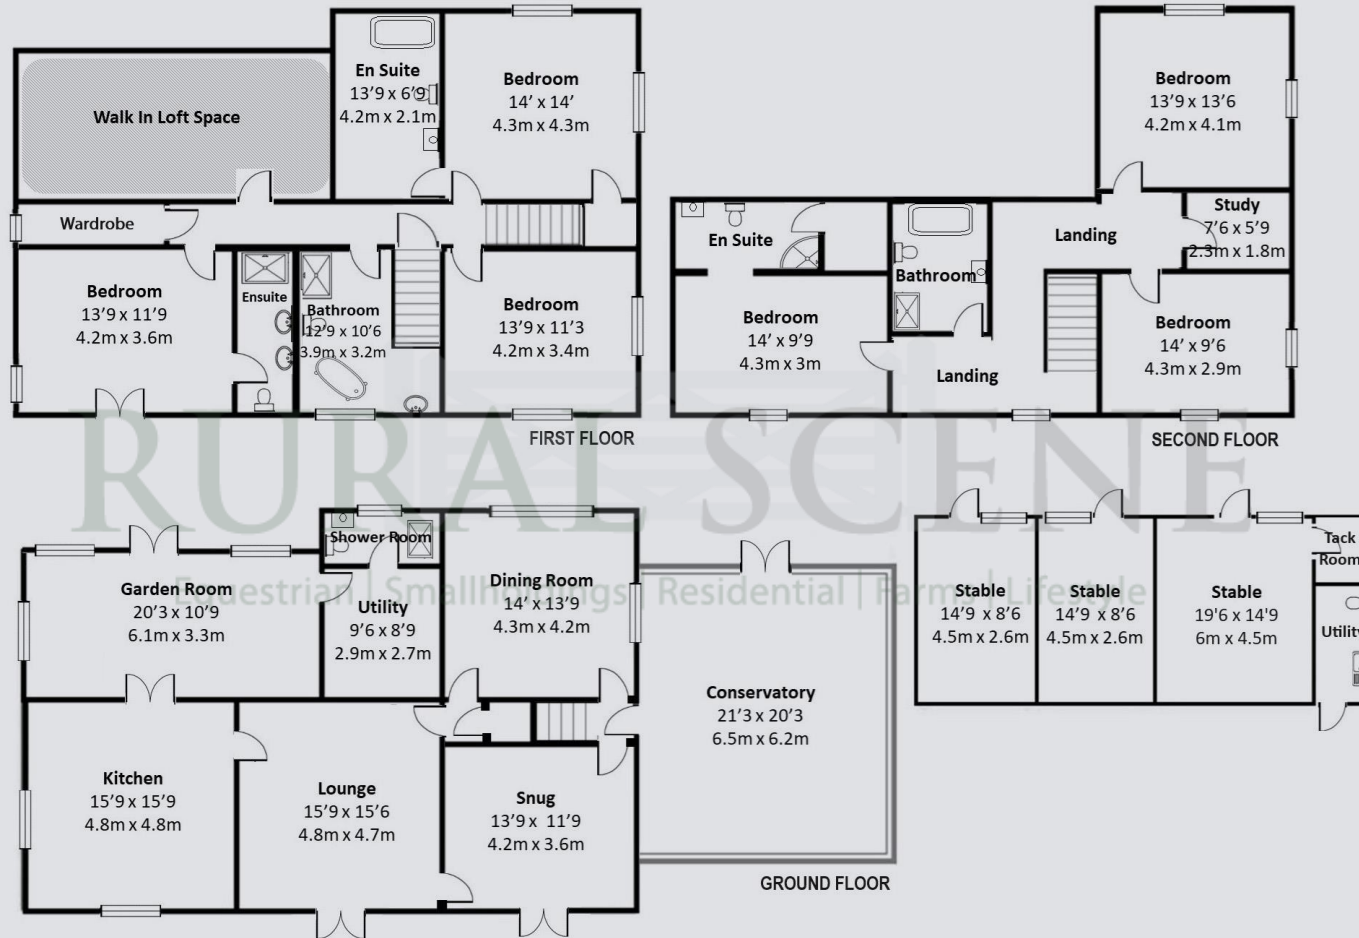 Walk In Loft Space
En Suite
13’9 x 6’9
4.2m x 2.1m
Bedroom
14’ x 14’
4.3m x 4.3m
Wardrobe
Bedroom
13’9 x 11’9
4.2m x 3.6m
Ensuite
Bathroom
12’9 x 10’6
3.9m x 3.2m
Bedroom
13’9 x 11’3
4.2m x 3.4m
FIRST FLOOR
Bedroom
13’9 x 13’6
4.2m x 4.1m
Study
7’6 x 5’9
2.3m x 1.8m
Landing
En Suite
Bathroom
Bedroom
14’ x 9’9
4.3m x 3m
Landing
Bedroom
14’ x 9’6
4.3m x 2.9m
SECOND FLOOR
RURAL SCENE
Equestrian | Smallholdings | Residential | Farms | Lifestyle
Shower Room
Garden Room
20’3 x 10’9
6.1m x 3.3m
Utility
9’6 x 8’9
2.9m x 2.7m
Dining Room
14’ x 13’9
4.3m x 4.2m
Conservatory
21’3 x 20’3
6.5m x 6.2m
Kitchen
15’9 x 15’9
4.8m x 4.8m
Lounge
15’9 x 15’6
4.8m x 4.7m
Snug
13’9 x 11’9
4.2m x 3.6m
GROUND FLOOR
Stable
14’9 x 8’6
4.5m x 2.6m
Stable
14’9 x 8’6
4.5m x 2.6m
Stable
19'6 x 14'9
6m x 4.5m
Tack
Room
Utility